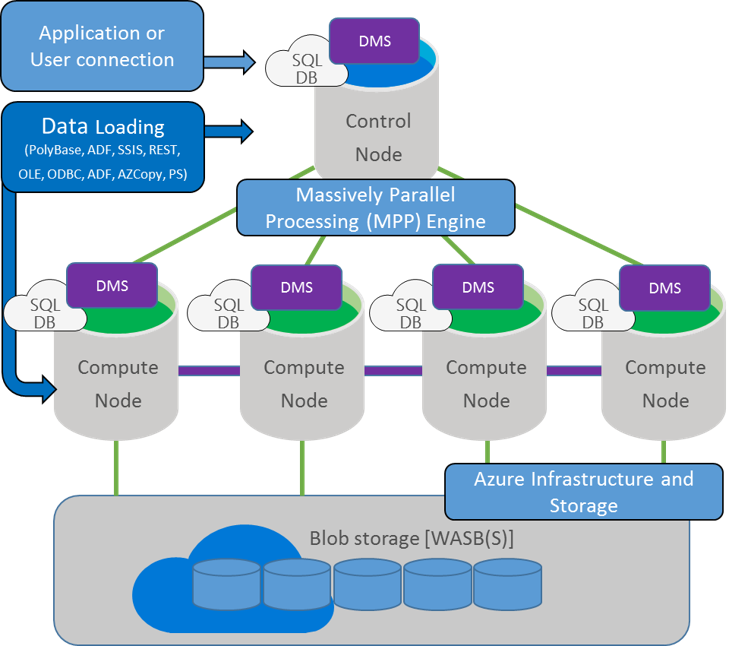 Application or
User connection
DMS
SQL
DB
Data Loading
(PolyBase, ADF, SSIS, REST,
OLE, ODBC, ADF, AZCopy, PS)
Control
Node
Massively Parallel
Processing (MPP) Engine
DMS
SQL
DB
Compute
Node
DMS
SQL
DB
Compute
Node
DMS
SQL
DB
Compute
Node
DMS
SQL
DB
Compute
Node
Azure Infrastructure and
Storage
Blob storage [WASB(S)]